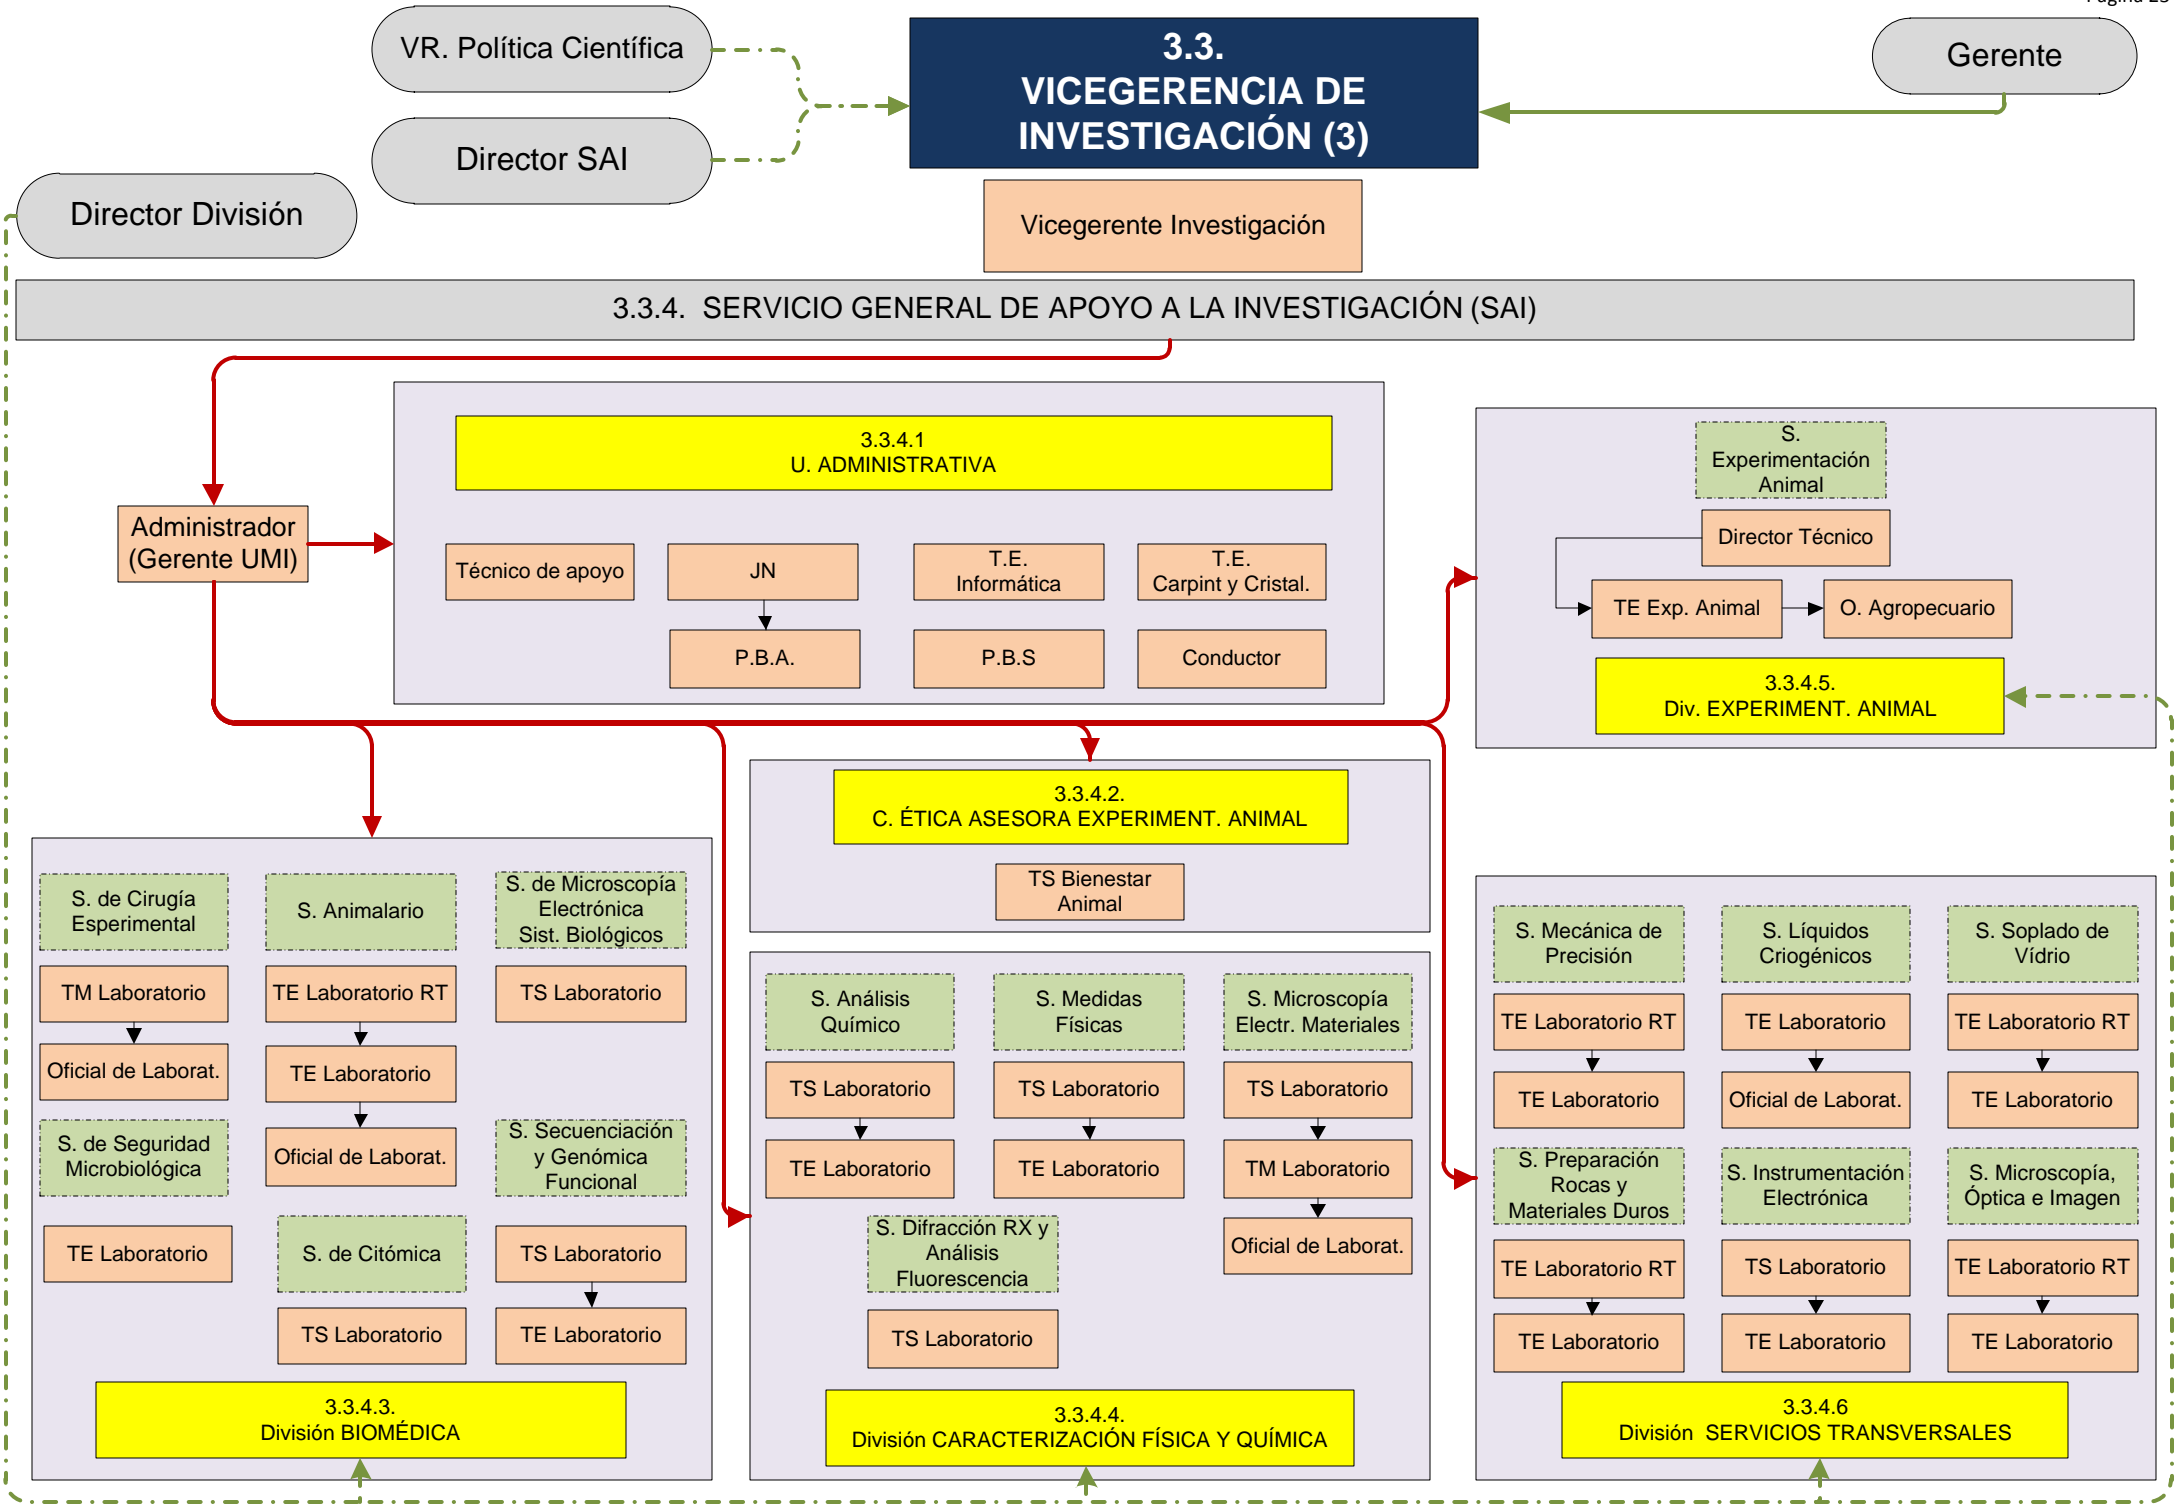 Página 23
VR. Política Científica
3.3.
VICEGERENCIA DE
INVESTIGACIÓN (3)
Gerente
Director SAI
Director División
Vicegerente Investigación
3.3.4. SERVICIO GENERAL DE APOYO A LA INVESTIGACIÓN (SAI)
3.3.4.1
U. ADMINISTRATIVA
Administrador
(Gerente UMI)
Técnico de apoyo
JN
T.E.
Informática
T.E.
Carpint y Cristal.
P.B.A.
P.B.S
Conductor
S.
Experimentación
Animal
Director Técnico
TE Exp. Animal
O. Agropecuario
3.3.4.5.
Div. EXPERIMENT. ANIMAL
3.3.4.2.
C. ÉTICA ASESORA EXPERIMENT. ANIMAL
TS Bienestar
Animal
S. de Cirugía
Esperimental
S. Animalario
S. de Microscopía
Electrónica
Sist. Biológicos
TM Laboratorio
TE Laboratorio RT
TS Laboratorio
Oficial de Laborat.
TE Laboratorio
Oficial de Laborat.
S. de Seguridad
Microbiológica
S. Secuenciación
y Genómica
Funcional
TE Laboratorio
S. de Citómica
TS Laboratorio
TS Laboratorio
TE Laboratorio
3.3.4.3.
División BIOMÉDICA
S. Análisis
Químico
S. Medidas
Físicas
S. Microscopía
Electr. Materiales
TS Laboratorio
TS Laboratorio
TS Laboratorio
TE Laboratorio
TE Laboratorio
TM Laboratorio
S. Difracción RX y
Análisis
Fluorescencia
Oficial de Laborat.
TS Laboratorio
3.3.4.4.
División CARACTERIZACIÓN FÍSICA Y QUÍMICA
S. Mecánica de
Precisión
S. Líquidos
Criogénicos
S. Soplado de
Vídrio
TE Laboratorio RT
TE Laboratorio
TE Laboratorio RT
TE Laboratorio
Oficial de Laborat.
TE Laboratorio
S. Preparación
Rocas y
Materiales Duros
S. Instrumentación
Electrónica
S. Microscopía,
Óptica e Imagen
TE Laboratorio RT
TS Laboratorio
TE Laboratorio RT
TE Laboratorio
TE Laboratorio
TE Laboratorio
3.3.4.6
División SERVICIOS TRANSVERSALES